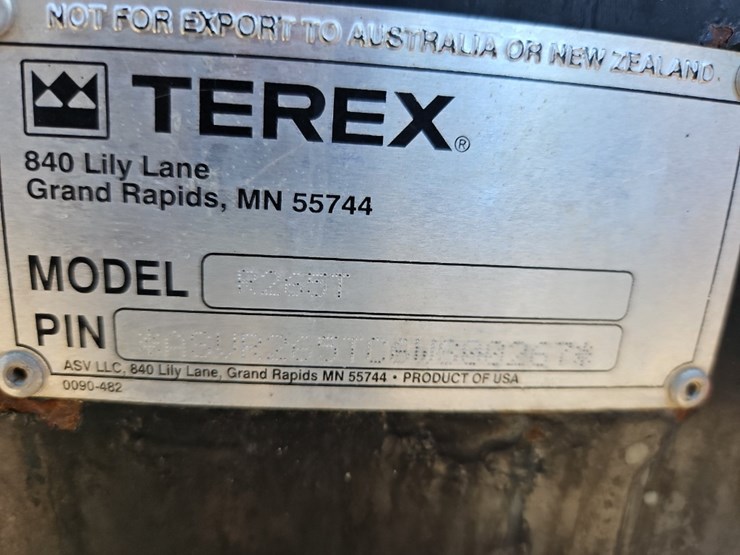 NOT FOR EXPORT TO AUSTRALIA OR NEW ZEALAND.
TEREX®
840 Lily Lane
Grand Rapids, MN 55744
MODEL R265T
PIN
ASV LLC, 840 Lily Lane, Grand Rapids MN 55744 • PRODUCT OF USA
0090-482